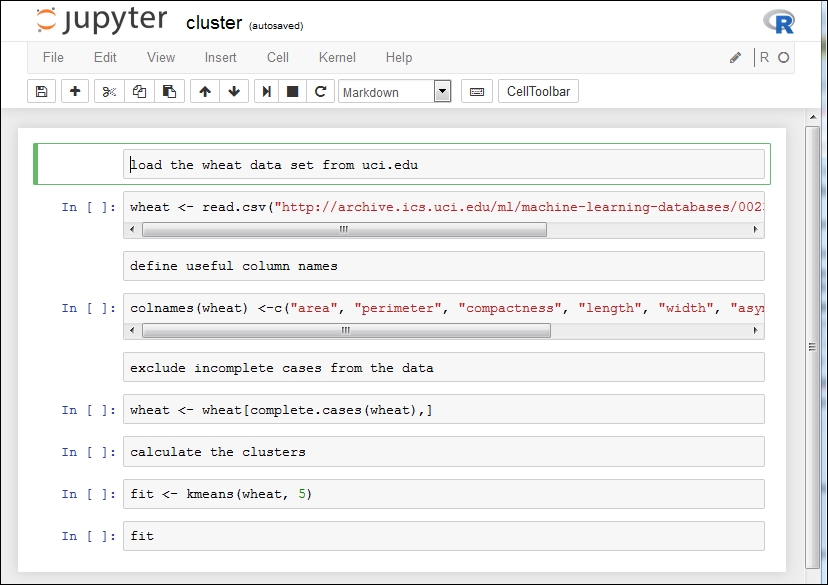 jupyter cluster (autosaved) R
File Edit View Insert Cell Kernel Help R
Markdown CellToolbar
load the wheat data set from uci.edu
In [ ]: wheat <- read.csv("http://archive.ics.uci.edu/ml/machine-learning-databases/002
define useful column names
In [ ]: colnames(wheat) <-c("area", "perimeter", "compactness", "length", "width", "asy
exclude incomplete cases from the data
In [ ]: wheat <- wheat[complete.cases(wheat),]
In [ ]: calculate the clusters
In [ ]: fit <- kmeans(wheat, 5)
In [ ]: fit